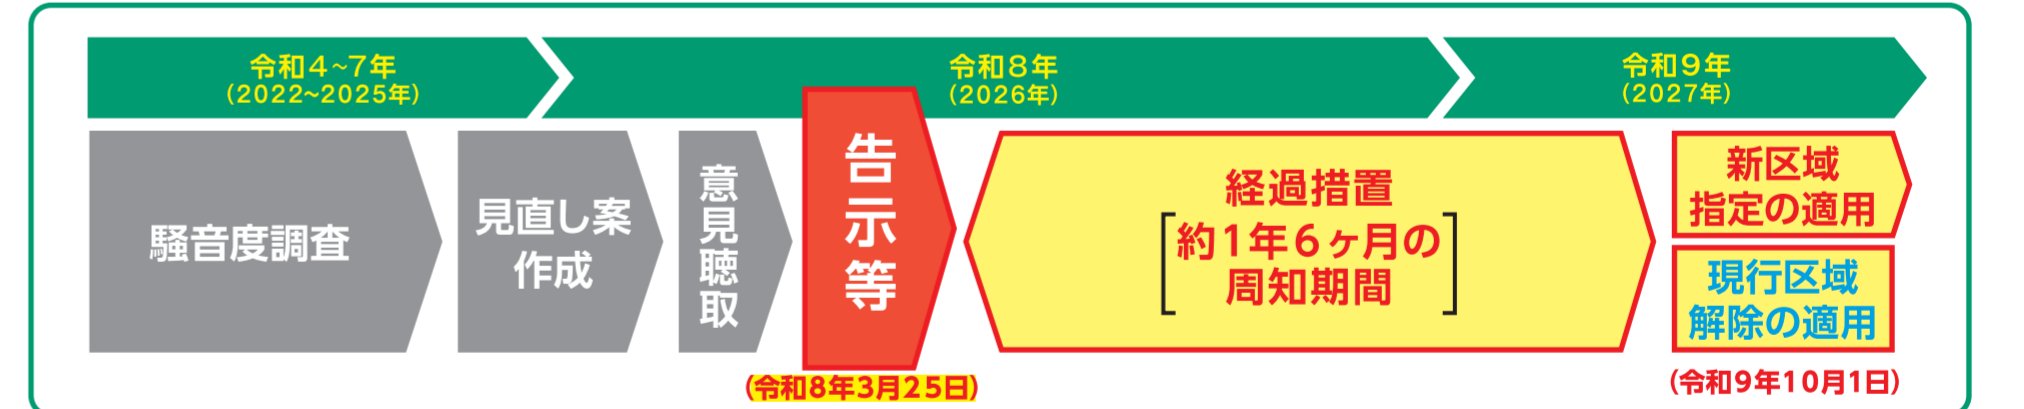 令和4~7年
(2022~2025年)
令和8年
(2026年)
令和9年
(2027年)
騒音度調査
見直し案
作成
意見聴取
告示等
(令和8年3月25日)
経過措置
[約1年6ヶ月の
周知期間]
新区域
指定の適用
現行区域
解除の適用
(令和9年10月1日)